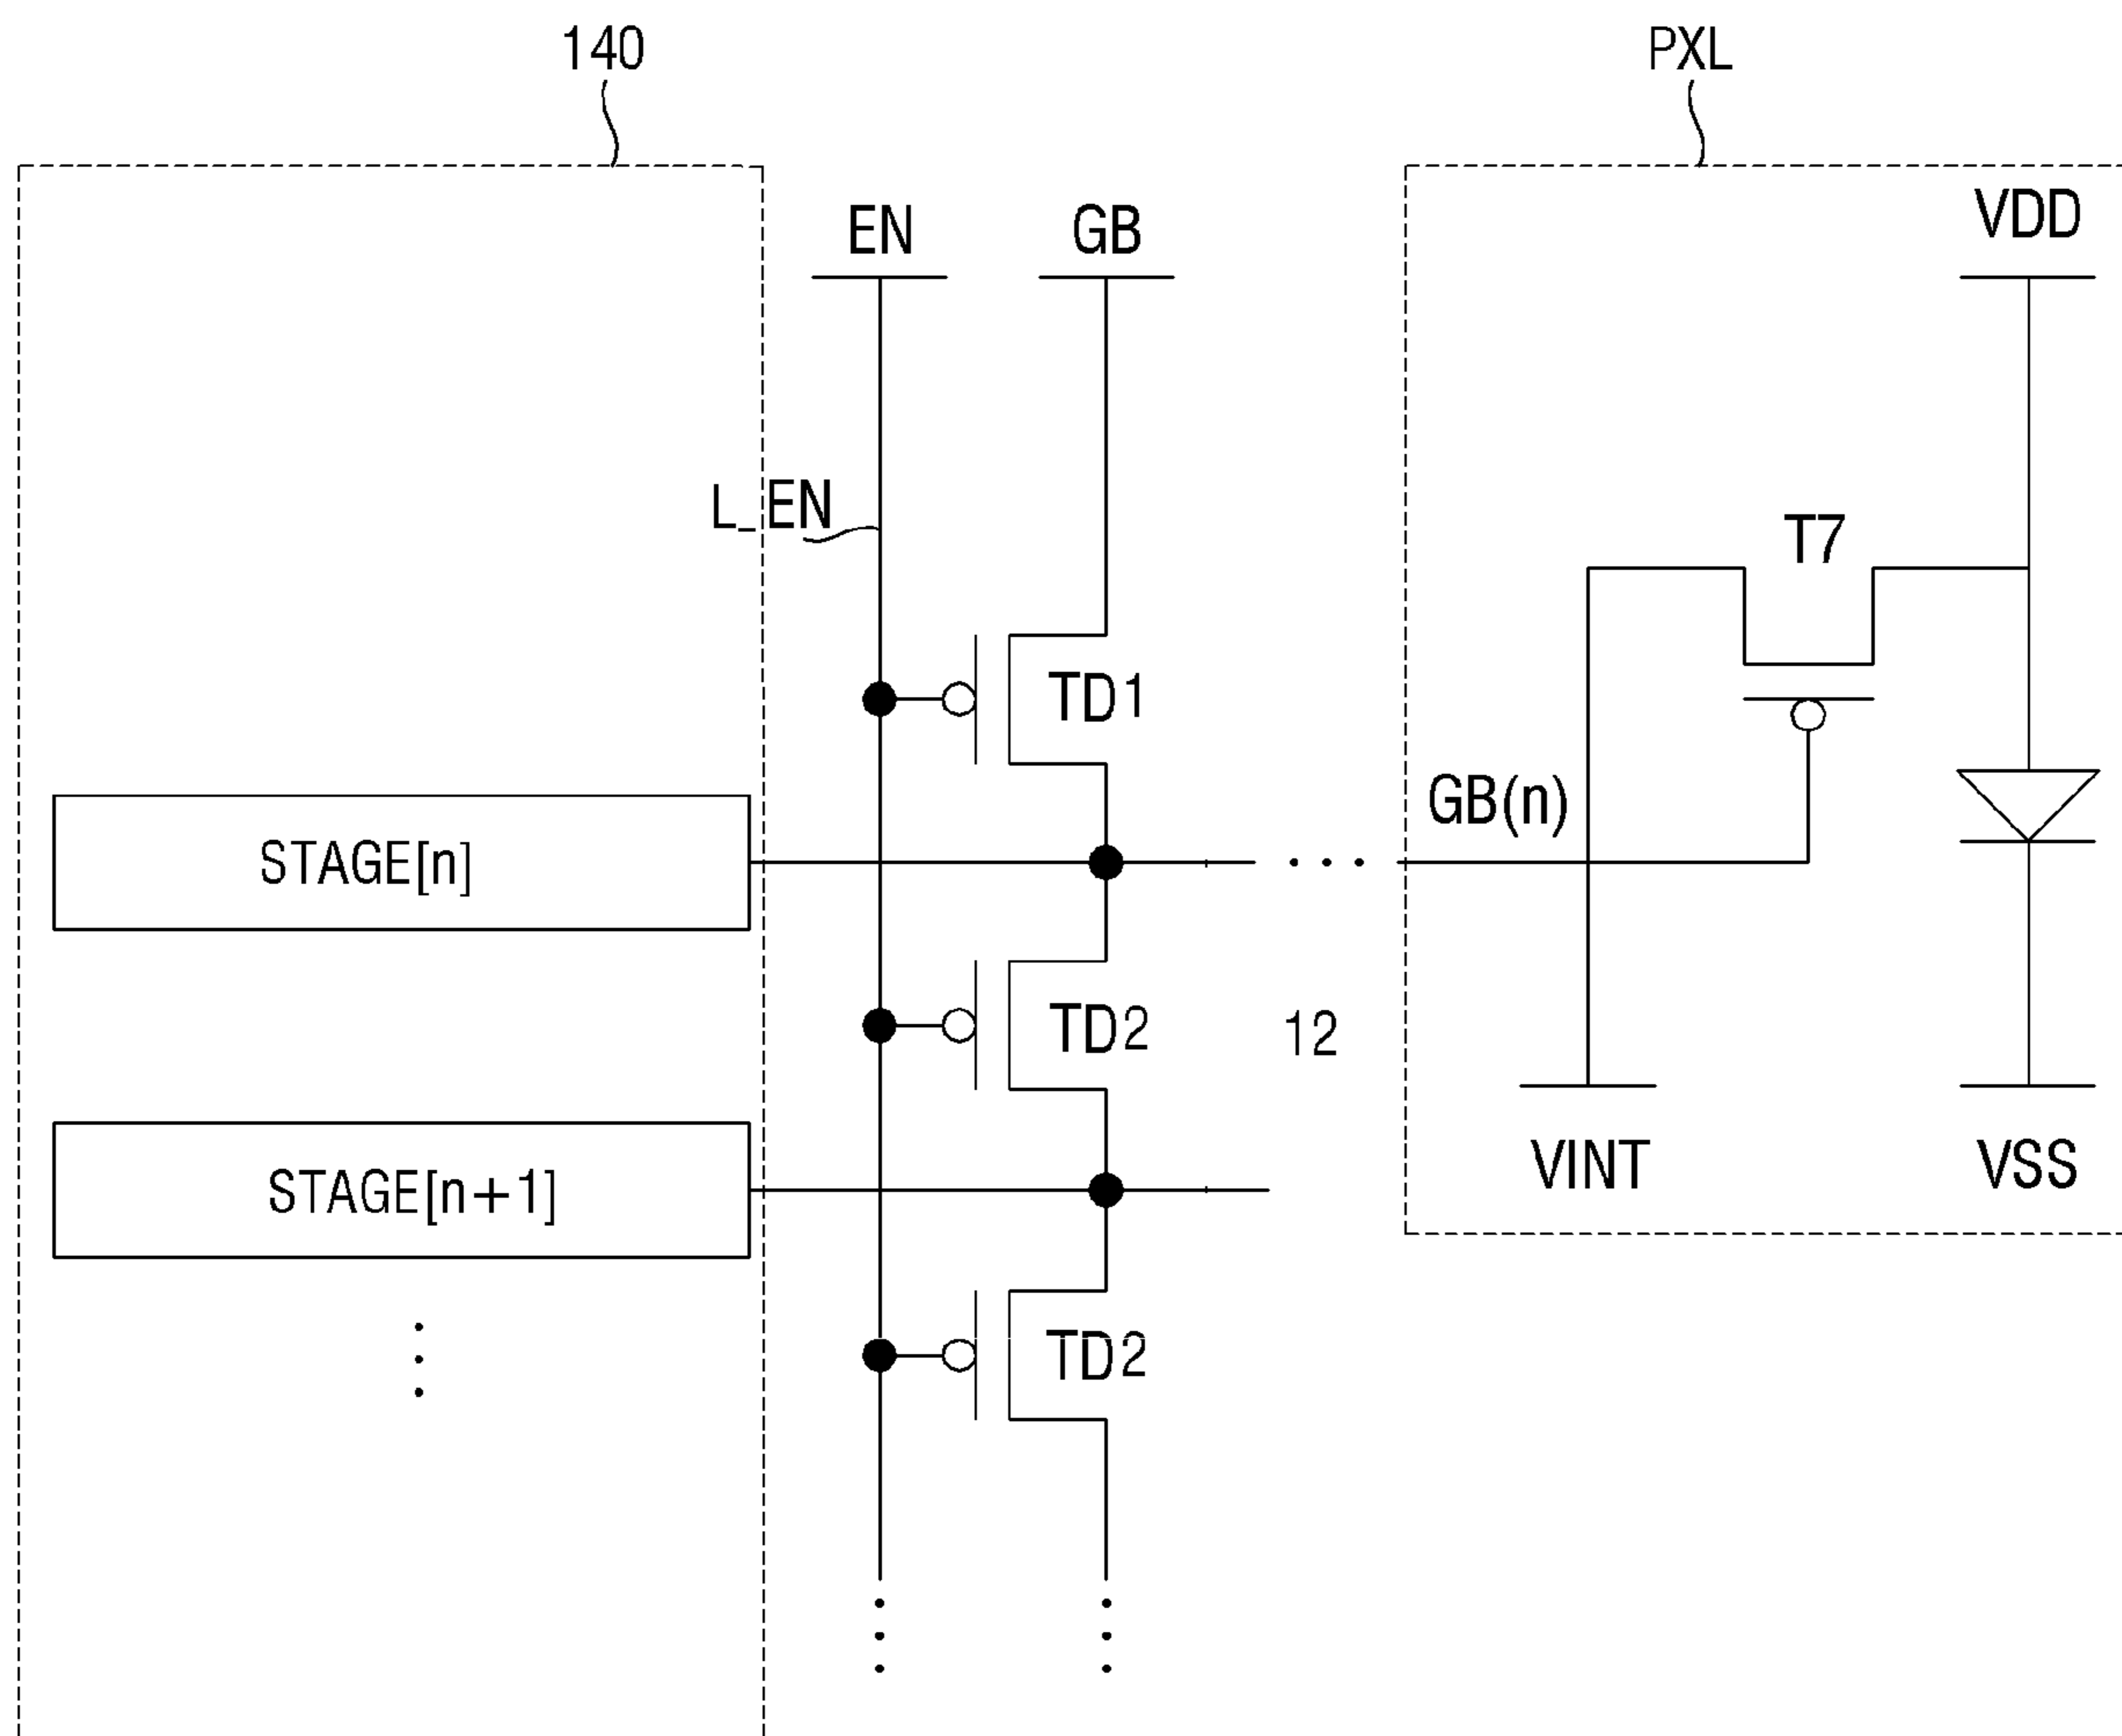 140
PXL
EN
GB
VDD
L_EN
T7
TD1
GB(n)
STAGE[n]
TD2
12
VINT
VSS
STAGE[n+1]
TD2